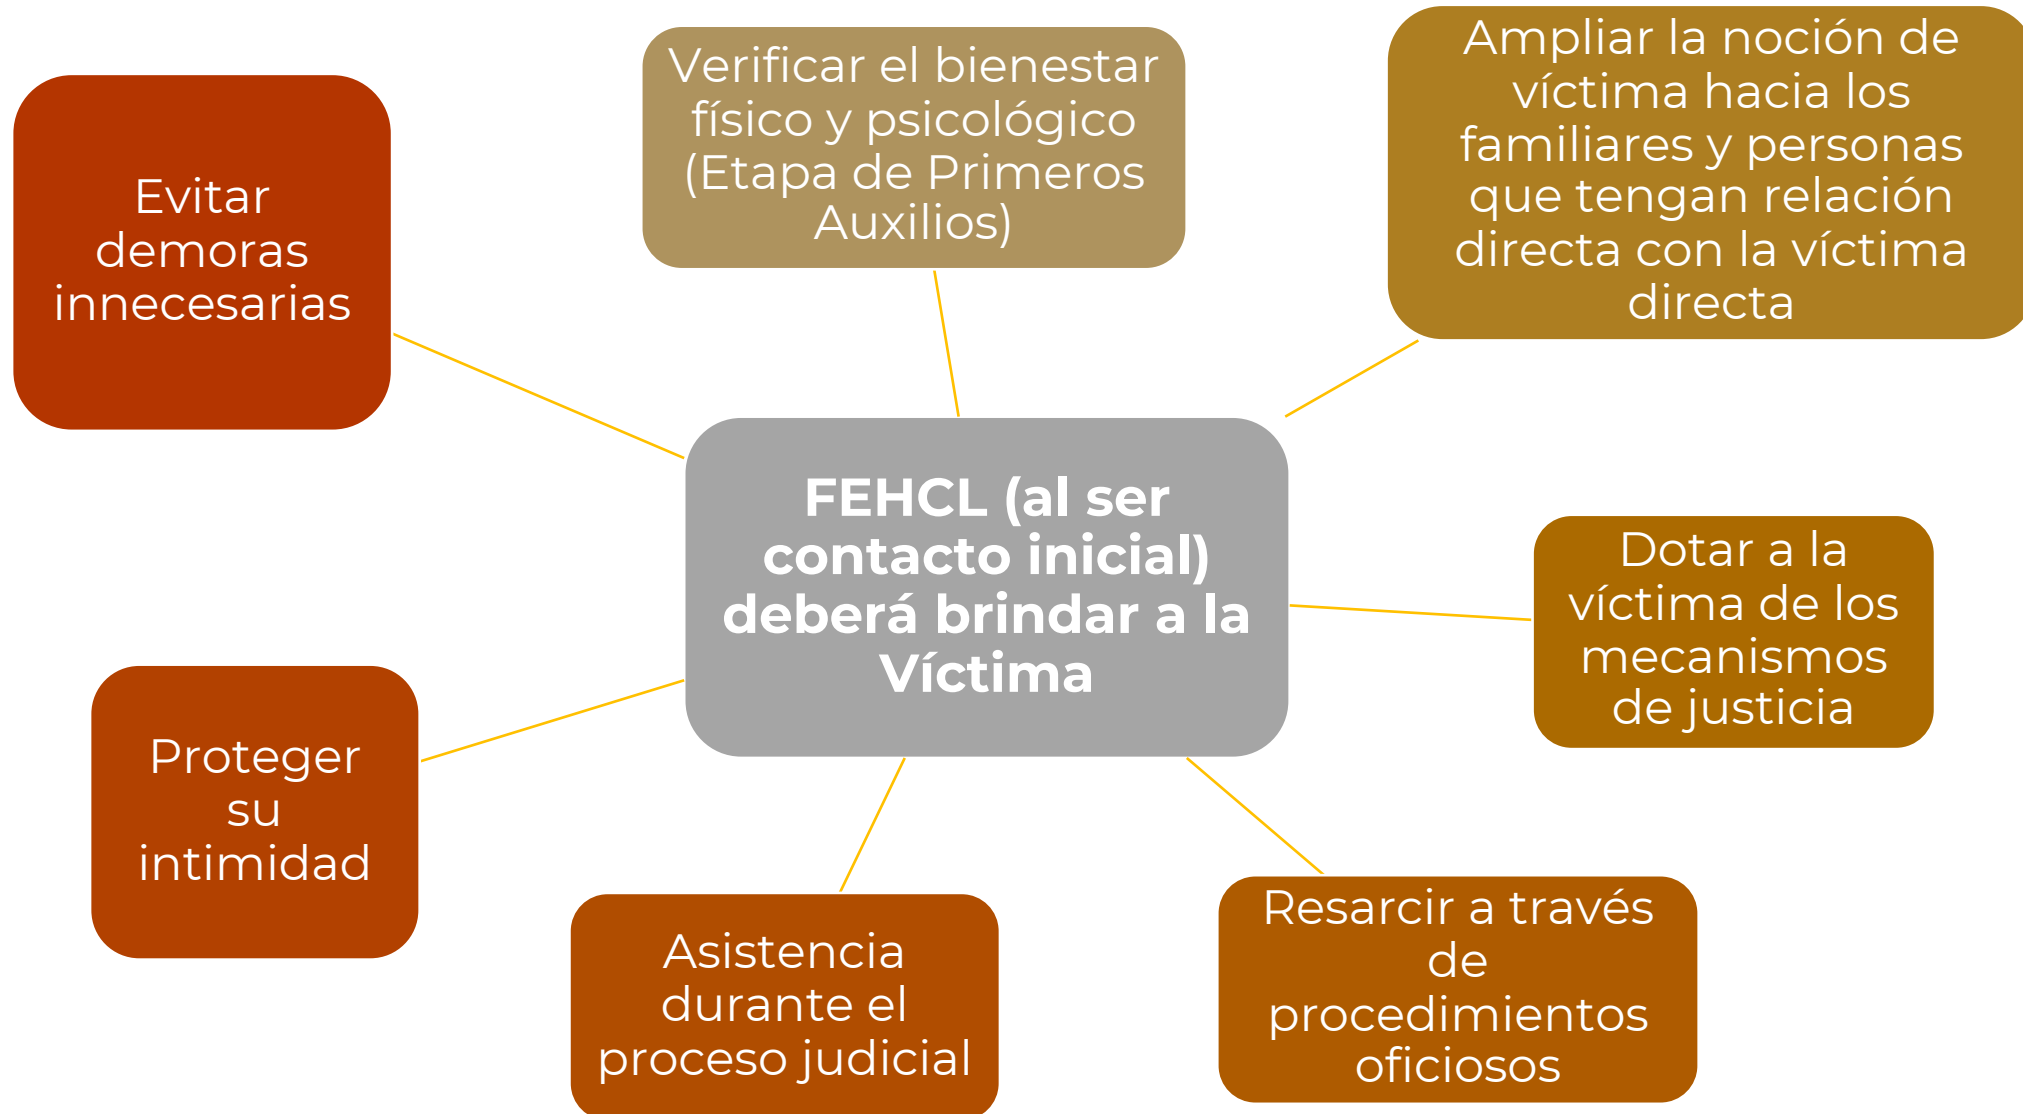 Verificar el bienestar
físico y psicológico
(Etapa de Primeros
Auxilios)
Ampliar la noción de
víctima hacia los
familiares y personas
que tengan relación
directa con la víctima
directa
Evitar
demoras
innecesarias
FEHCL (al ser
contacto inicial)
deberá brindar a la
Víctima
Dotar a la
víctima de los
mecanismos
de justicia
Proteger
su
intimidad
Asistencia
durante el
proceso judicial
Resarcir a través
de
procedimientos
oficiosos